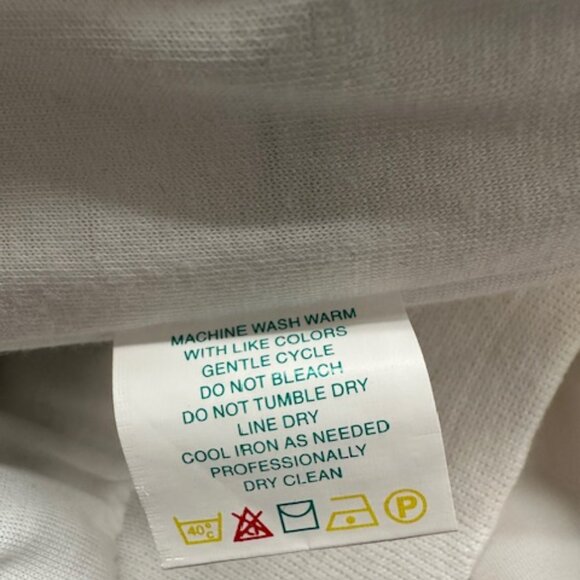 MACHINE WASH WARM
WITH LIKE COLORS
GENTLE CYCLE
DO NOT BLEACH
DO NOT TUMBLE DRY
LINE DRY
COOL IRON AS NEEDED
PROFESSIONALLY
DRY CLEAN
40°C P